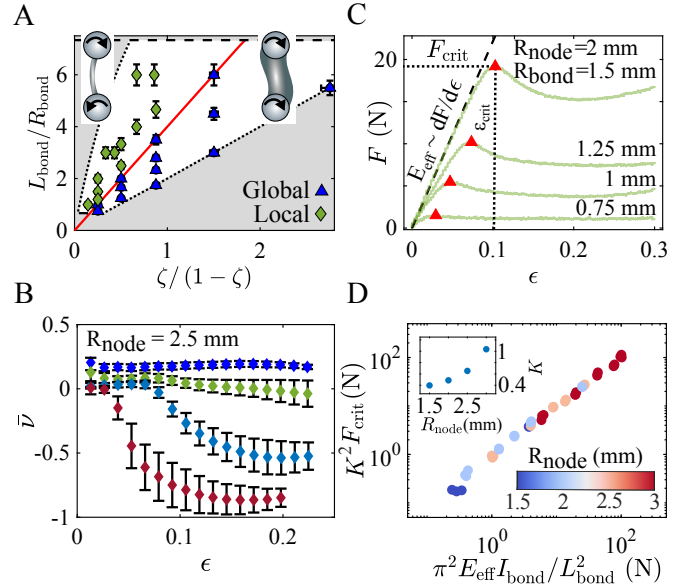 A
L_bond/R_bond
6
4
2
0
0
1
2
ζ/(1 − ζ)
Global
Local
C
F (N)
20
10
0
0
0.1
0.2
0.3
ϵ
F_crit
R_node=2 mm
R_bond=1.5 mm
E_eff ~ dF/dϵ
ε_crit
1.25 mm
1 mm
0.75 mm
B
R_node = 2.5 mm
ν̄
0.5
0
-0.5
-1
0
0.1
0.2
ϵ
D
K²F_crit (N)
10²
10⁰
10⁰
10²
π²E_eff I_bond/L²_bond (N)
1
0.4
K
1.5
2.5
R_node(mm)
R_node (mm)
1.5
2
2.5
3